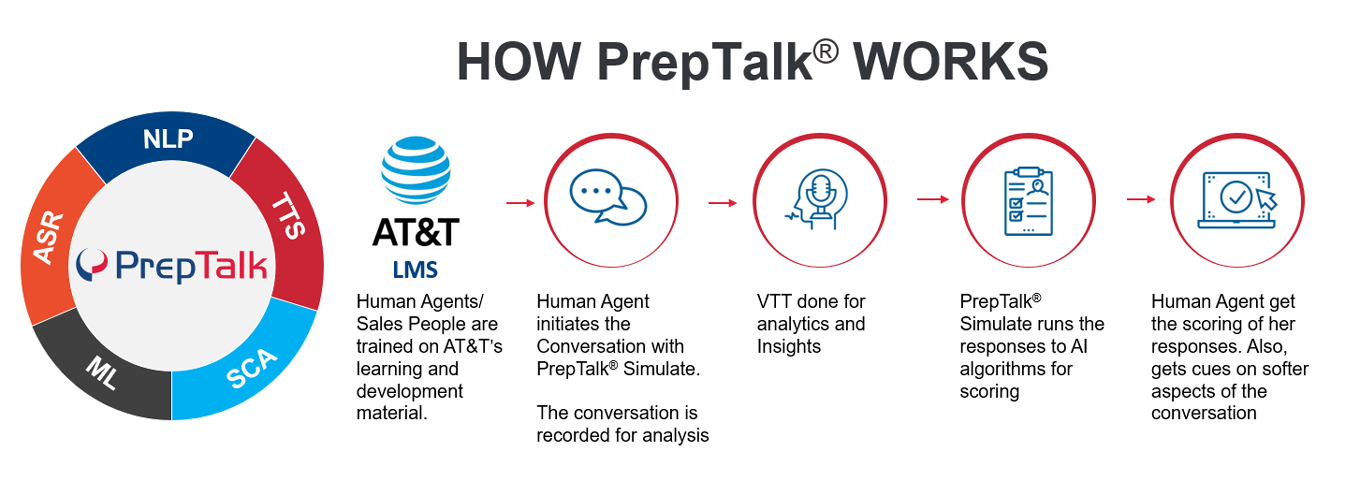 HOW PrepTalk® WORKS
NLP
TTS
SCA
ML
ASR
PrepTalk
AT&T
LMS
Human Agents/
Sales People are
trained on AT&T’s
learning and
development
material.
Human Agent
initiates the
Conversation with
PrepTalk® Simulate.
The conversation is
recorded for analysis
VTT done for
analytics and
Insights
PrepTalk®
Simulate runs the
responses to AI
algorithms for
scoring
Human Agent get
the scoring of her
responses. Also,
gets cues on softer
aspects of the
conversation